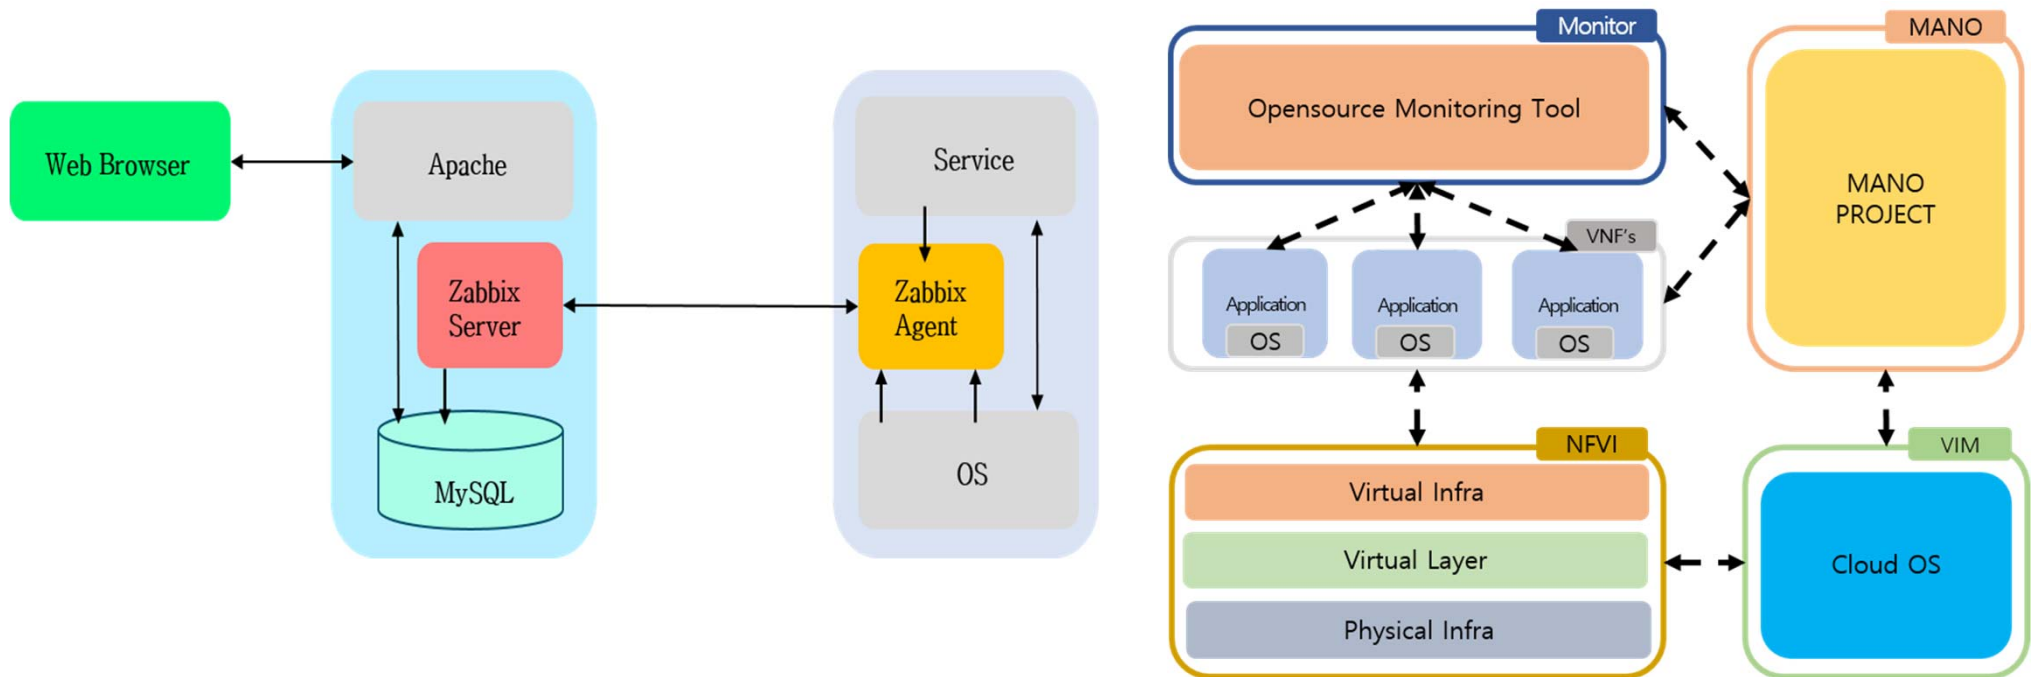 Web Browser
Apache
Zabbix
Server
MySQL
Service
Zabbix
Agent
OS
Monitor
Opensource Monitoring Tool
MANO
MANO
PROJECT
VNF's
Application
OS
Application
OS
Application
OS
NFVI
Virtual Infra
Virtual Layer
Physical Infra
VIM
Cloud OS